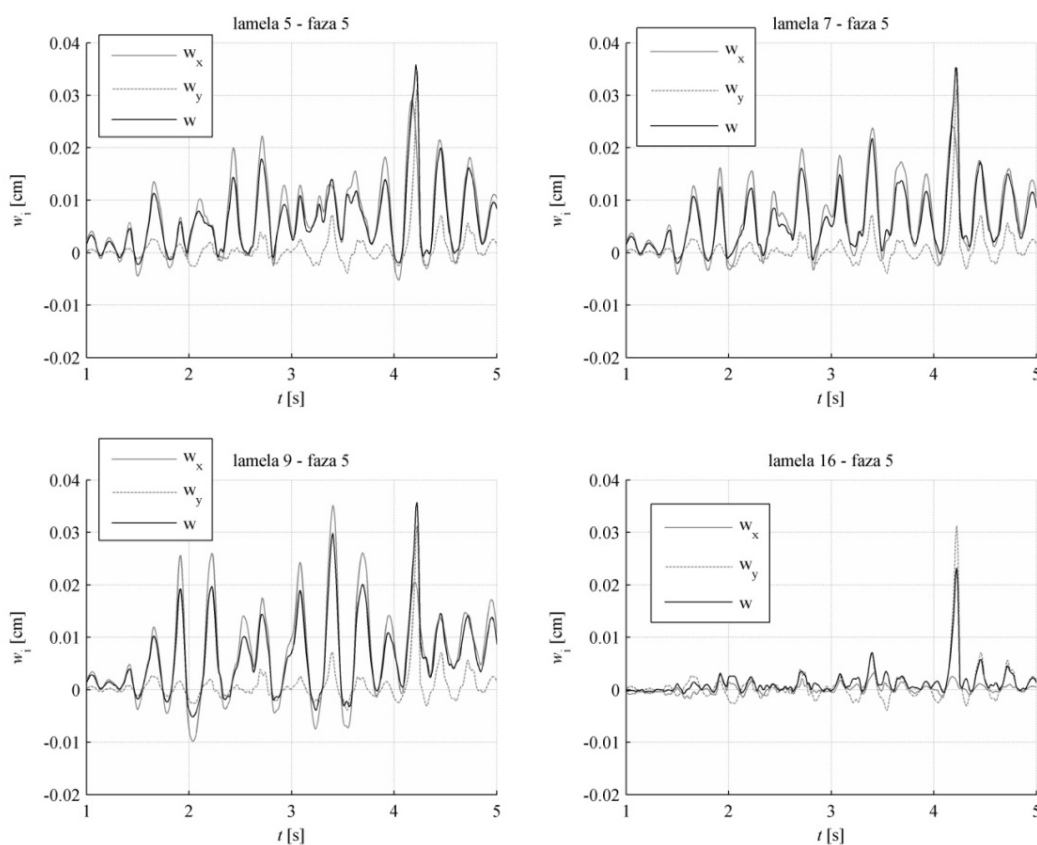 lamela 5 - faza 5
w_x
w_y
w
0.04
0.03
0.02
0.01
0
-0.01
-0.02
w_i [cm]
1 2 3 4 5
t [s]
lamela 7 - faza 5
w_x
w_y
w
0.04
0.03
0.02
0.01
0
-0.01
-0.02
w_i [cm]
1 2 3 4 5
t [s]
lamela 9 - faza 5
w_x
w_y
w
0.04
0.03
0.02
0.01
0
-0.01
-0.02
w_i [cm]
1 2 3 4 5
t [s]
lamela 16 - faza 5
w_x
w_y
w
0.04
0.03
0.02
0.01
0
-0.01
-0.02
w_i [cm]
1 2 3 4 5
t [s]